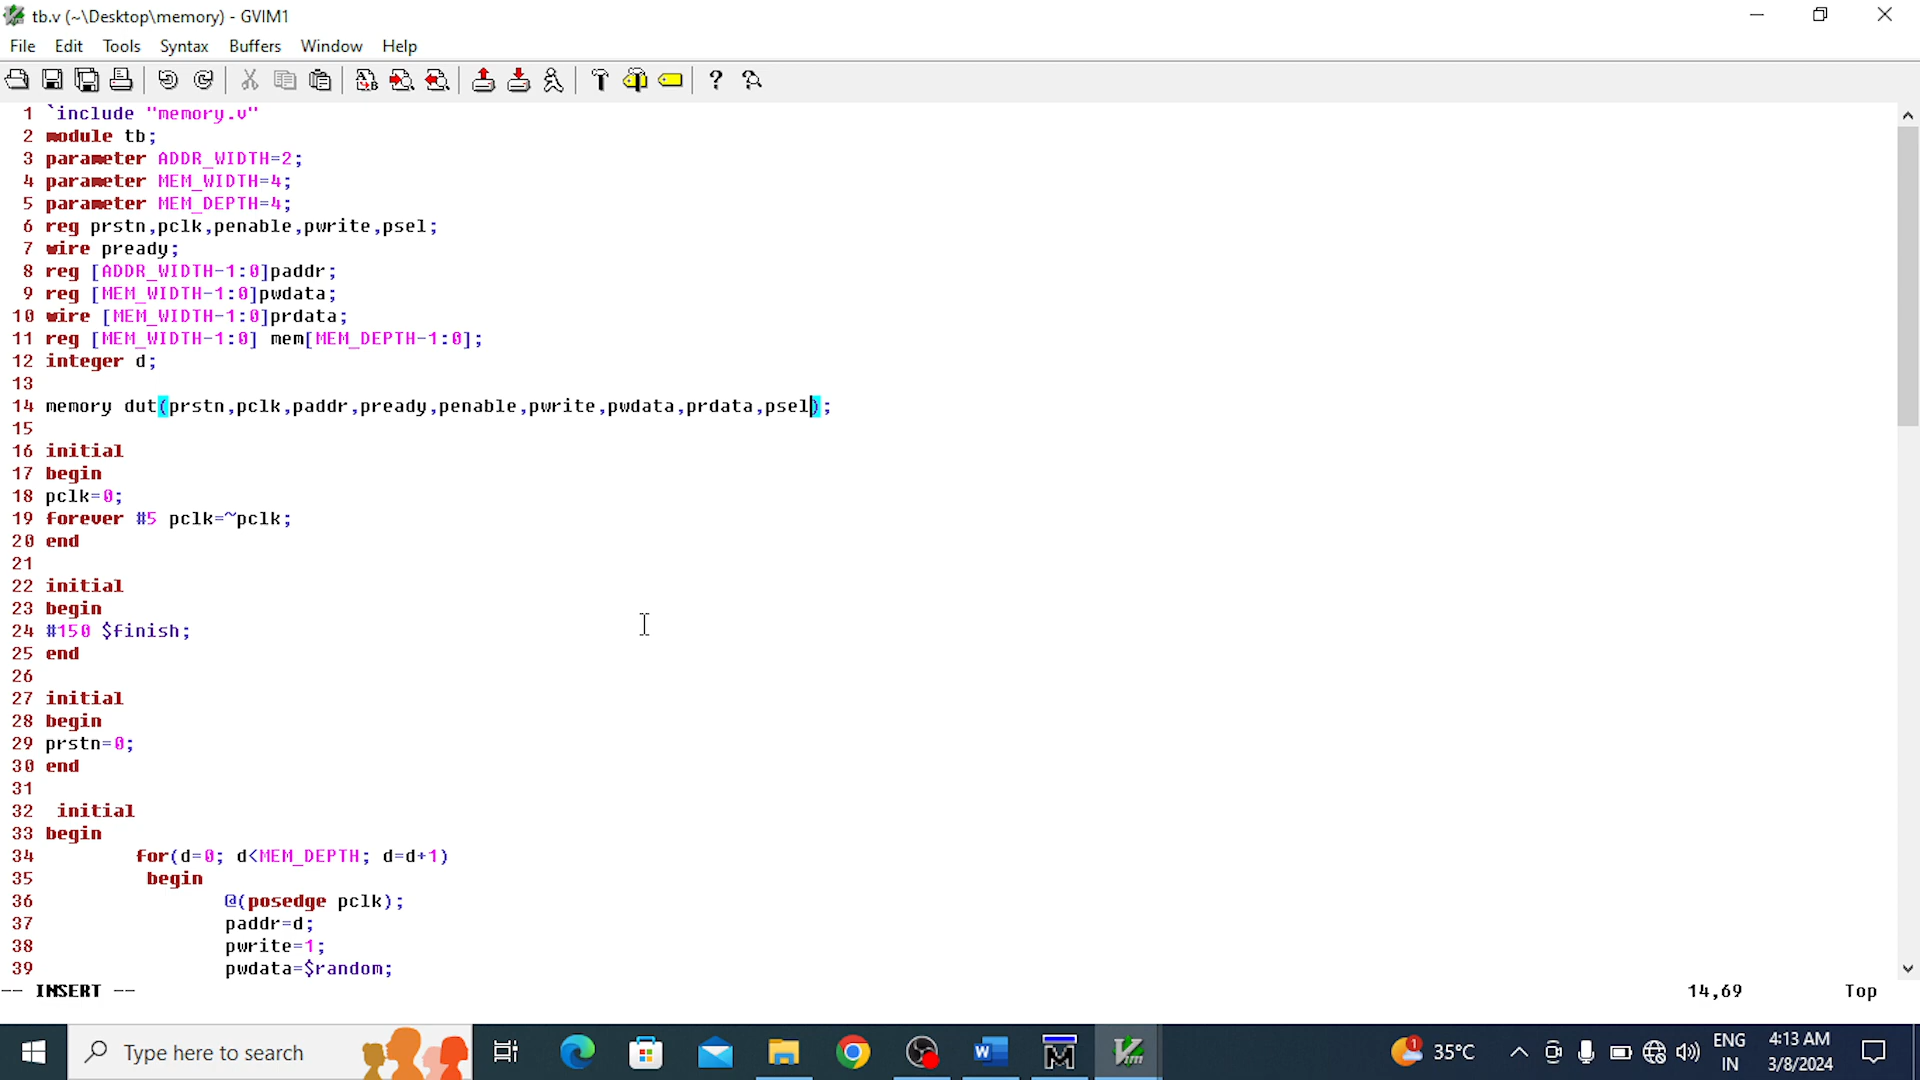 tb.v (~\Desktop\memory) - GVIM1
File Edit Tools Syntax Buffers Window Help
1 `include "memory.v"
2 module tb;
3 parameter ADDR_WIDTH=2;
4 parameter MEM_WIDTH=4;
5 parameter MEM_DEPTH=4;
6 reg prstn,pclk,penable,pwrite,psel;
7 wire pready;
8 reg [ADDR_WIDTH-1:0]paddr;
9 reg [MEM_WIDTH-1:0]pwdata;
10 wire [MEM_WIDTH-1:0]prdata;
11 reg [MEM_WIDTH-1:0] mem[MEM_DEPTH-1:0];
12 integer d;
13
14 memory dut(prstn,pclk,paddr,pready,penable,pwrite,pwdata,prdata,psel);
15
16 initial
17 begin
18 pclk=0;
19 forever #5 pclk=~pclk;
20 end
21
22 initial
23 begin
24 #150 $finish;
25 end
26
27 initial
28 begin
29 prstn=0;
30 end
31
32 initial
33 begin
34 for(d=0; d<MEM_DEPTH; d=d+1)
35 begin
36 @(posedge pclk);
37 paddr=d;
38 pwrite=1;
39 pwdata=$random;
-- INSERT -- 14,69 Top
Type here to search 1 35°C ENG IN 4:13 AM 3/8/2024